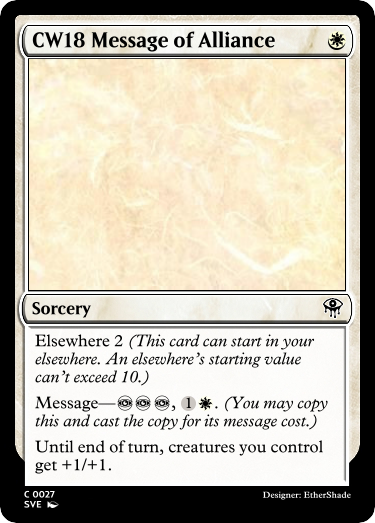 CW18 Message of Alliance
Sorcery
Elsewhere 2 (This card can start in your
elsewhere. An elsewhere's starting value
can't exceed 10.)
Message—, 1. (You may copy
this and cast the copy for its message cost.)
Until end of turn, creatures you control
get +1/+1.
C 0027
SVE
Designer: EtherShade